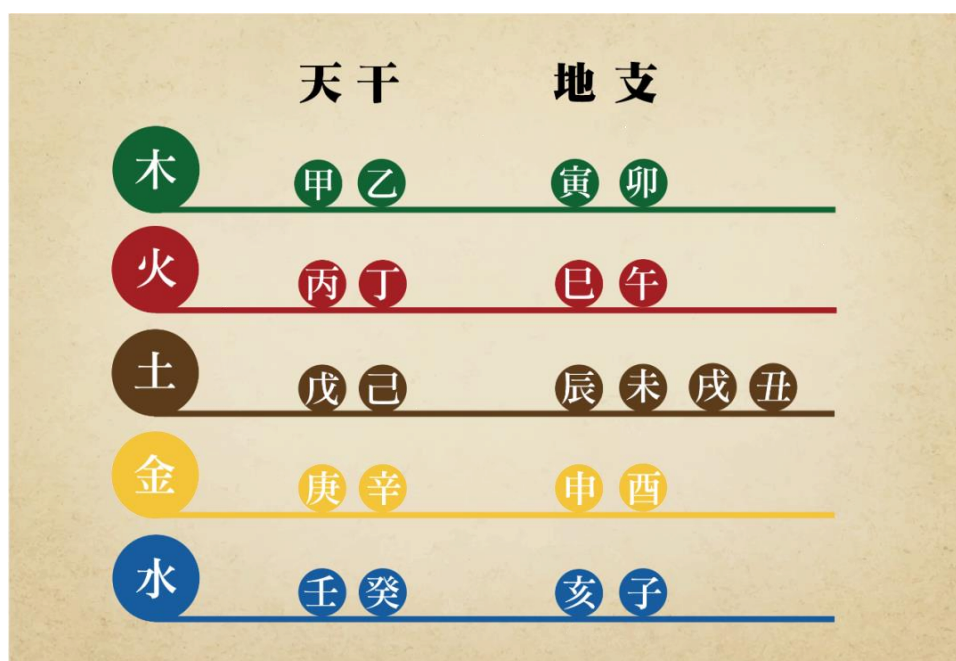 天干 地支
木 甲 乙 寅 卯
火 丙 丁 巳 午
土 戊 己 辰 未 戌 丑
金 庚 辛 申 酉
水 壬 癸 亥 子